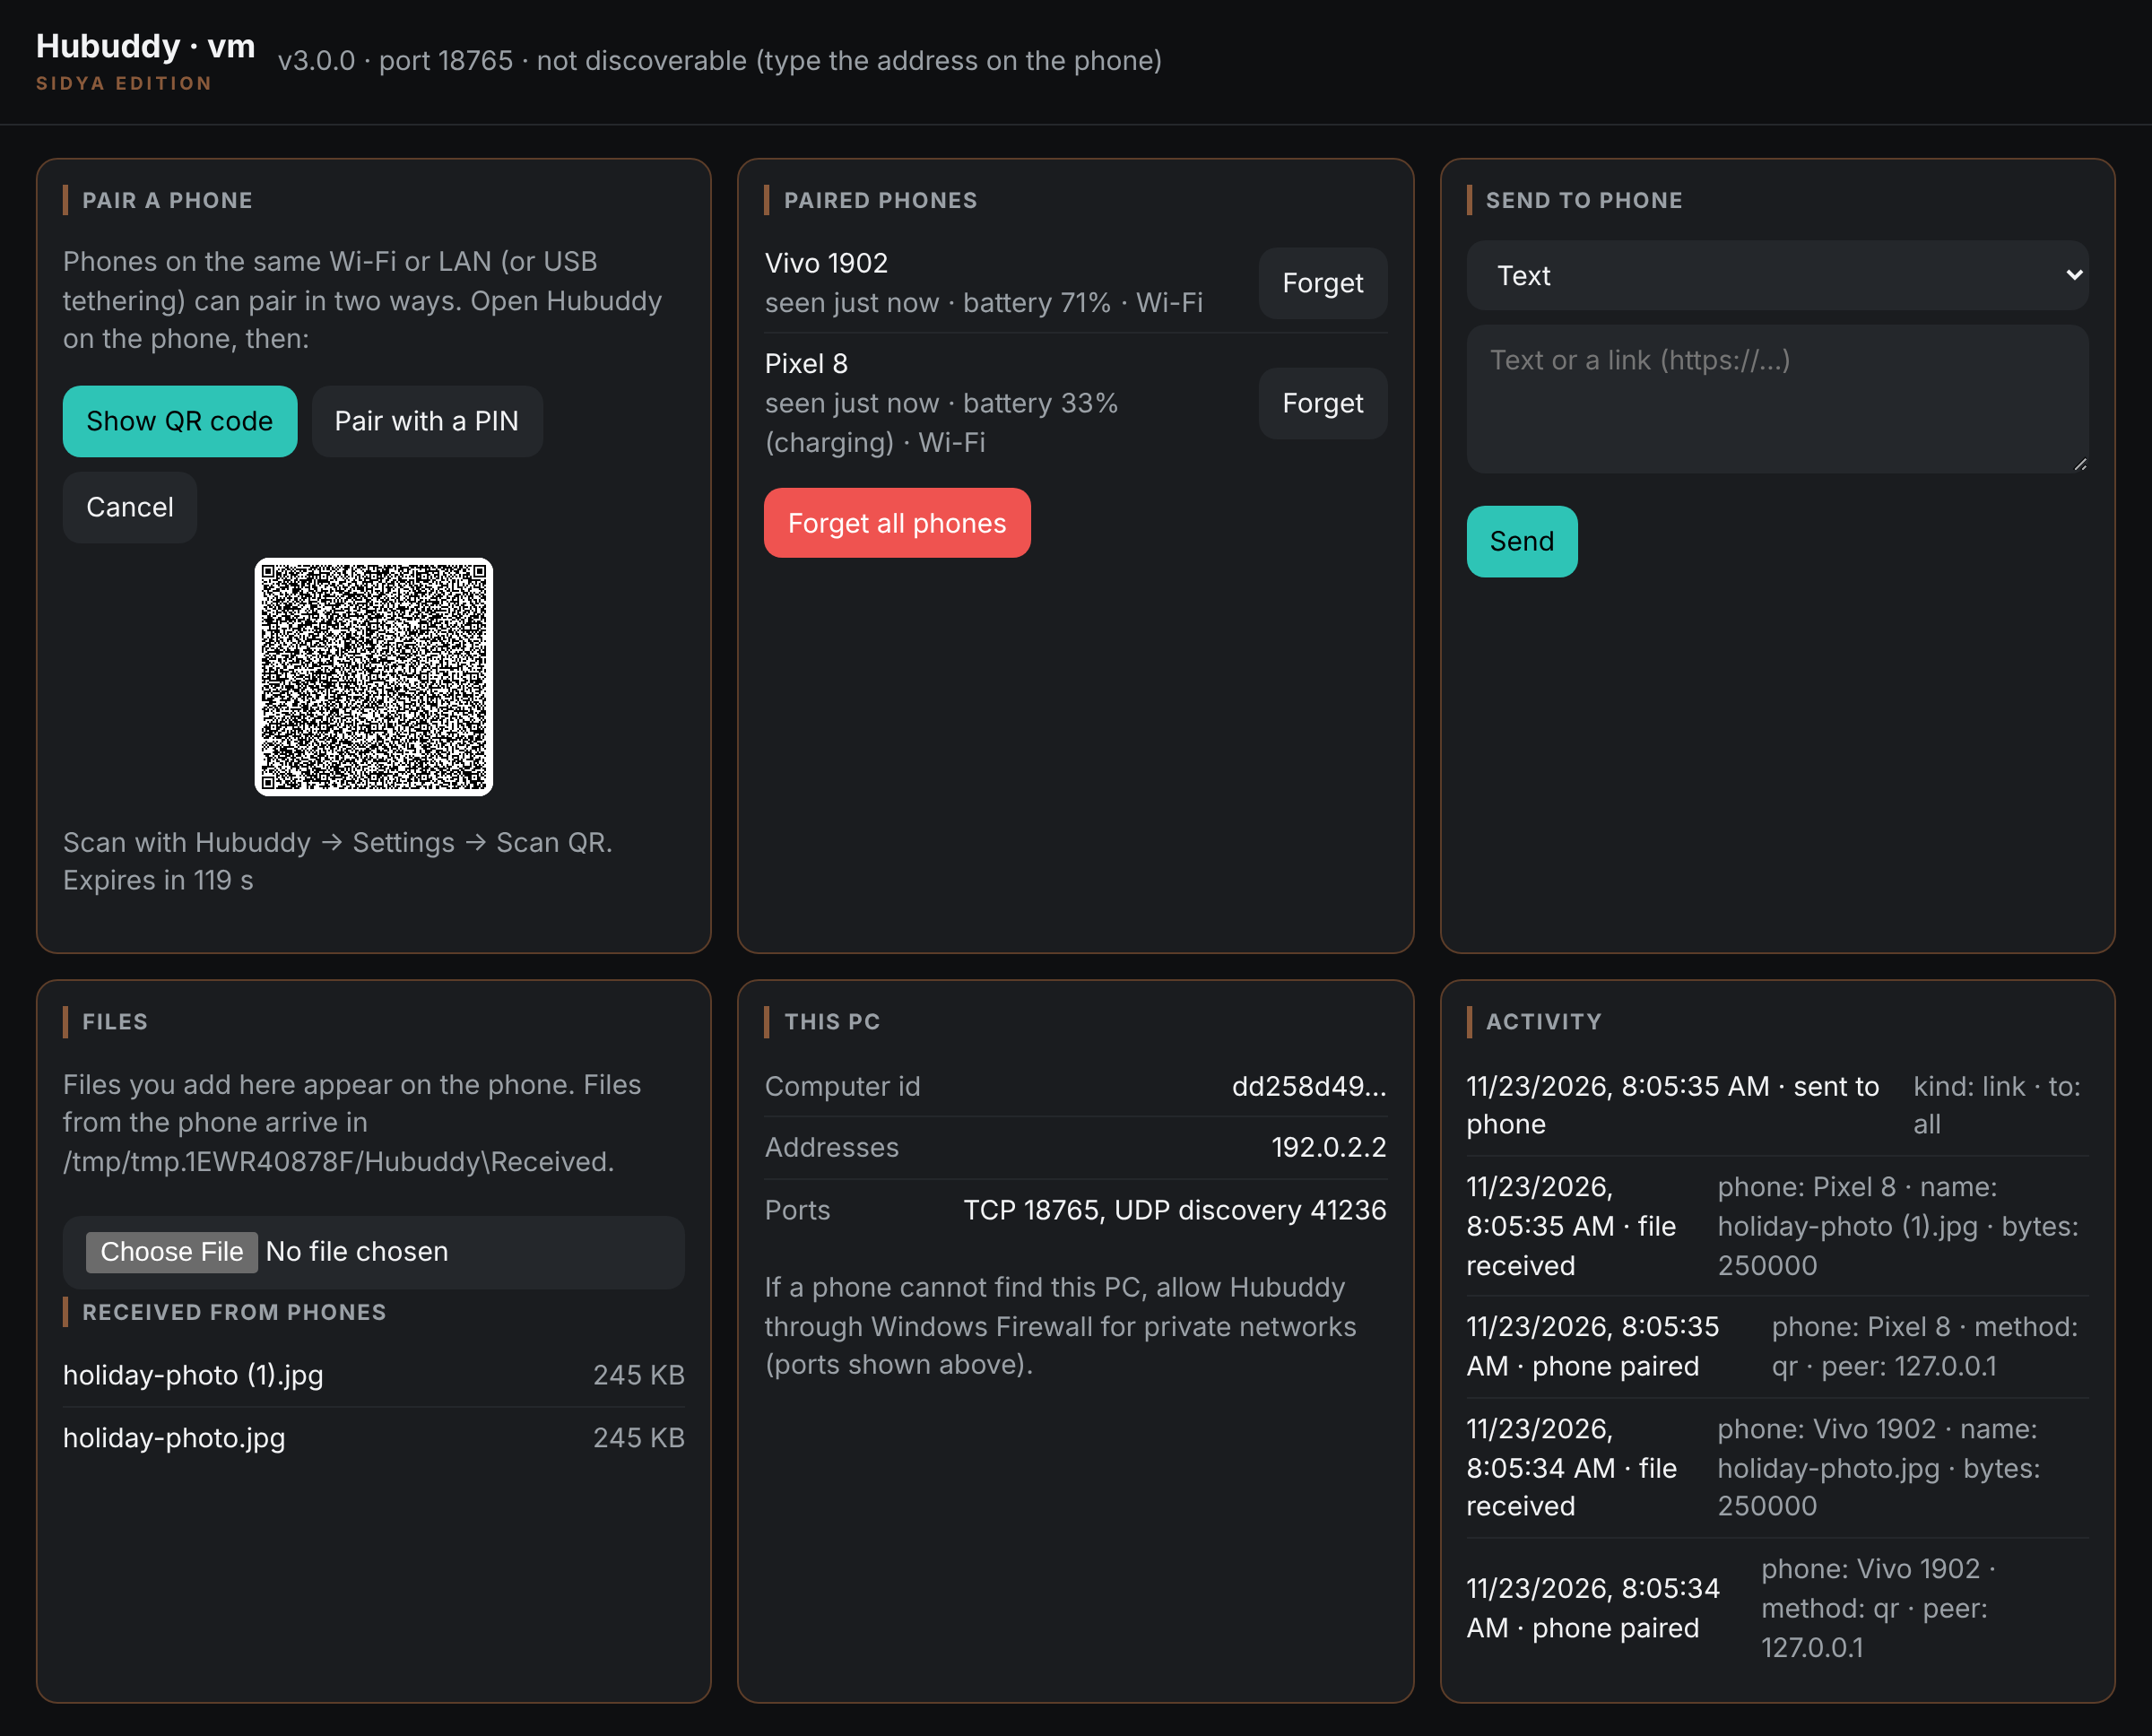 Hubuddy · vm
SIDYA EDITION
v3.0.0 · port 18765 · not discoverable (type the address on the phone)
PAIR A PHONE
Phones on the same Wi-Fi or LAN (or USB
tethering) can pair in two ways. Open Hubuddy
on the phone, then:
Show QR code
Pair with a PIN
Cancel
Scan with Hubuddy → Settings → Scan QR.
Expires in 119 s
PAIRED PHONES
Vivo 1902
seen just now · battery 71% · Wi-Fi
Forget
Pixel 8
seen just now · battery 33%
(charging) · Wi-Fi
Forget
Forget all phones
SEND TO PHONE
Text
Text or a link (https://...)
Send
FILES
Files you add here appear on the phone. Files
from the phone arrive in
/tmp/tmp.1EWR40878F/Hubuddy\Received.
Choose File No file chosen
RECEIVED FROM PHONES
holiday-photo (1).jpg 245 KB
holiday-photo.jpg 245 KB
THIS PC
Computer id dd258d49...
Addresses 192.0.2.2
Ports TCP 18765, UDP discovery 41236
If a phone cannot find this PC, allow Hubuddy
through Windows Firewall for private networks
(ports shown above).
ACTIVITY
11/23/2026, 8:05:35 AM · sent to
phone
kind: link · to:
all
11/23/2026,
8:05:35 AM · file
received
phone: Pixel 8 · name:
holiday-photo (1).jpg · bytes:
250000
11/23/2026, 8:05:35
AM · phone paired
phone: Pixel 8 · method:
qr · peer: 127.0.0.1
11/23/2026,
8:05:34 AM · file
received
phone: Vivo 1902 · name:
holiday-photo.jpg · bytes:
250000
11/23/2026, 8:05:34
AM · phone paired
phone: Vivo 1902 ·
method: qr · peer:
127.0.0.1